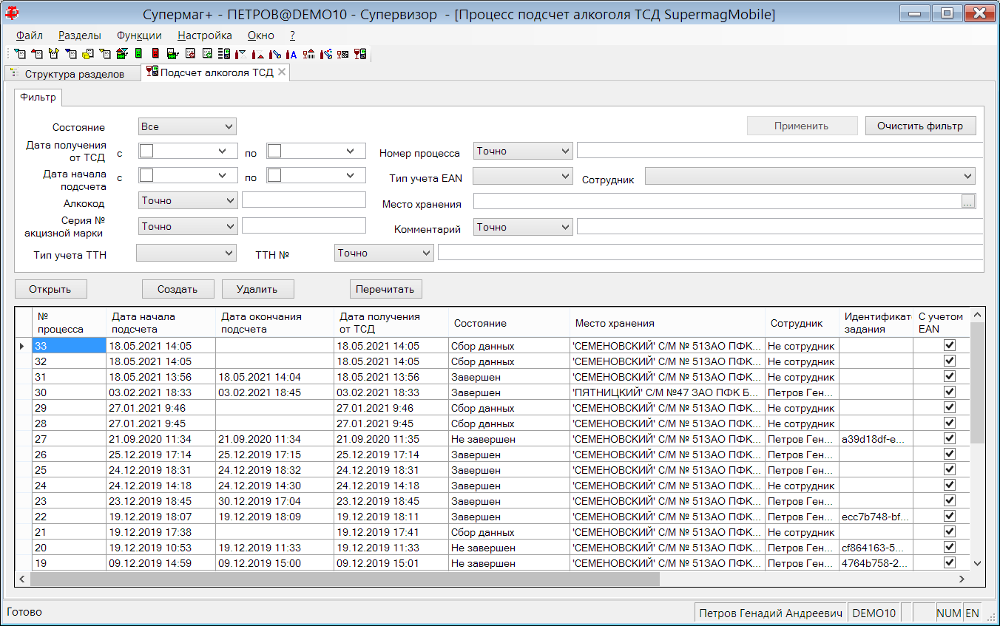 Супермаг+ - ПЕТРОВ@DEMO10 - Супервизор - [Процесс подсчет алкоголя ТСД SupermagMobile]
Файл Разделы Функции Настройка Окно ?
Структура разделов Подсчет алкоголя ТСД
Фильтр
Состояние Все Применить Очистить фильтр
Дата получения от ТСД с по Номер процесса Точно
Дата начала подсчета с по Тип учета EAN Сотрудник
Алкокод Точно Место хранения ...
Серия № акцизной марки Точно Комментарий Точно
Тип учета ТТН ТТН № Точно
Открыть Создать Удалить Перечитать
№ процесса Дата начала подсчета Дата окончания подсчета Дата получения от ТСД Состояние Место хранения Сотрудник Идентификат задания С учетом EAN
33 18.05.2021 14:05 18.05.2021 14:05 Сбор данных 'СЕМЕНОВСКИЙ' С/М № 513АО ПФК... Не сотрудник
32 18.05.2021 14:05 18.05.2021 14:05 Сбор данных 'СЕМЕНОВСКИЙ' С/М № 513АО ПФК... Не сотрудник
31 18.05.2021 13:56 18.05.2021 14:04 18.05.2021 13:56 Завершен 'СЕМЕНОВСКИЙ' С/М № 513АО ПФК... Не сотрудник
30 03.02.2021 18:33 03.02.2021 18:45 03.02.2021 18:33 Завершен 'ПЯТНИЦКИЙ' С/М №47 ЗАО ПФК Б... Петров Ген...
29 27.01.2021 9:46 27.01.2021 9:46 Сбор данных 'СЕМЕНОВСКИЙ' С/М № 513АО ПФК... Не сотрудник
28 27.01.2021 9:45 27.01.2021 9:45 Сбор данных 'СЕМЕНОВСКИЙ' С/М № 513АО ПФК... Не сотрудник
27 21.09.2020 11:34 21.09.2020 11:34 21.09.2020 11:35 Не завершен 'СЕМЕНОВСКИЙ' С/М № 513АО ПФК... Петров Ген... a39d18df-e...
26 25.12.2019 17:14 25.12.2019 17:15 25.12.2019 17:14 Завершен 'СЕМЕНОВСКИЙ' С/М № 513АО ПФК... Петров Ген...
25 24.12.2019 18:31 24.12.2019 18:32 24.12.2019 18:31 Завершен 'СЕМЕНОВСКИЙ' С/М № 513АО ПФК... Петров Ген...
24 24.12.2019 14:18 24.12.2019 14:30 24.12.2019 14:18 Завершен 'СЕМЕНОВСКИЙ' С/М № 513АО ПФК... Не сотрудник
23 23.12.2019 18:45 30.12.2019 17:04 23.12.2019 18:45 Завершен 'СЕМЕНОВСКИЙ' С/М № 513АО ПФК... Петров Ген...
22 19.12.2019 18:07 19.12.2019 18:09 19.12.2019 18:11 Завершен 'СЕМЕНОВСКИЙ' С/М № 513АО ПФК... Петров Ген... ecc7b748-bf...
21 19.12.2019 17:38 19.12.2019 17:41 Сбор данных 'СЕМЕНОВСКИЙ' С/М № 513АО ПФК... Не сотрудник
20 19.12.2019 10:53 19.12.2019 11:33 19.12.2019 11:33 Не завершен 'СЕМЕНОВСКИЙ' С/М № 513АО ПФК... Петров Ген... cf864163-5...
19 09.12.2019 14:59 09.12.2019 15:00 09.12.2019 15:01 Не завершен 'СЕМЕНОВСКИЙ' С/М № 513АО ПФК... Петров Ген... 4764b758-2...
Готово Петров Генадий Андреевич DEMO10 NUM EN